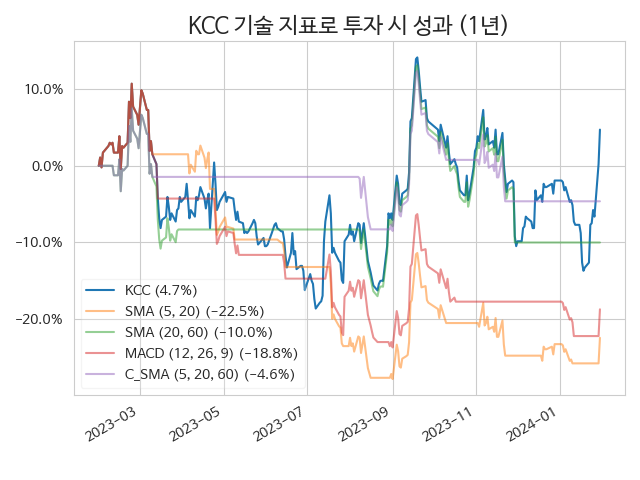 KCC 기술 지표로 투자 시 성과 (1년)
10.0%
0.0%
−10.0%
−20.0%
KCC (4.7%)
SMA (5, 20) (−22.5%)
SMA (20, 60) (−10.0%)
MACD (12, 26, 9) (−18.8%)
C_SMA (5, 20, 60) (−4.6%)
2023−03
2023−05
2023−07
2023−09
2023−11
2024−01